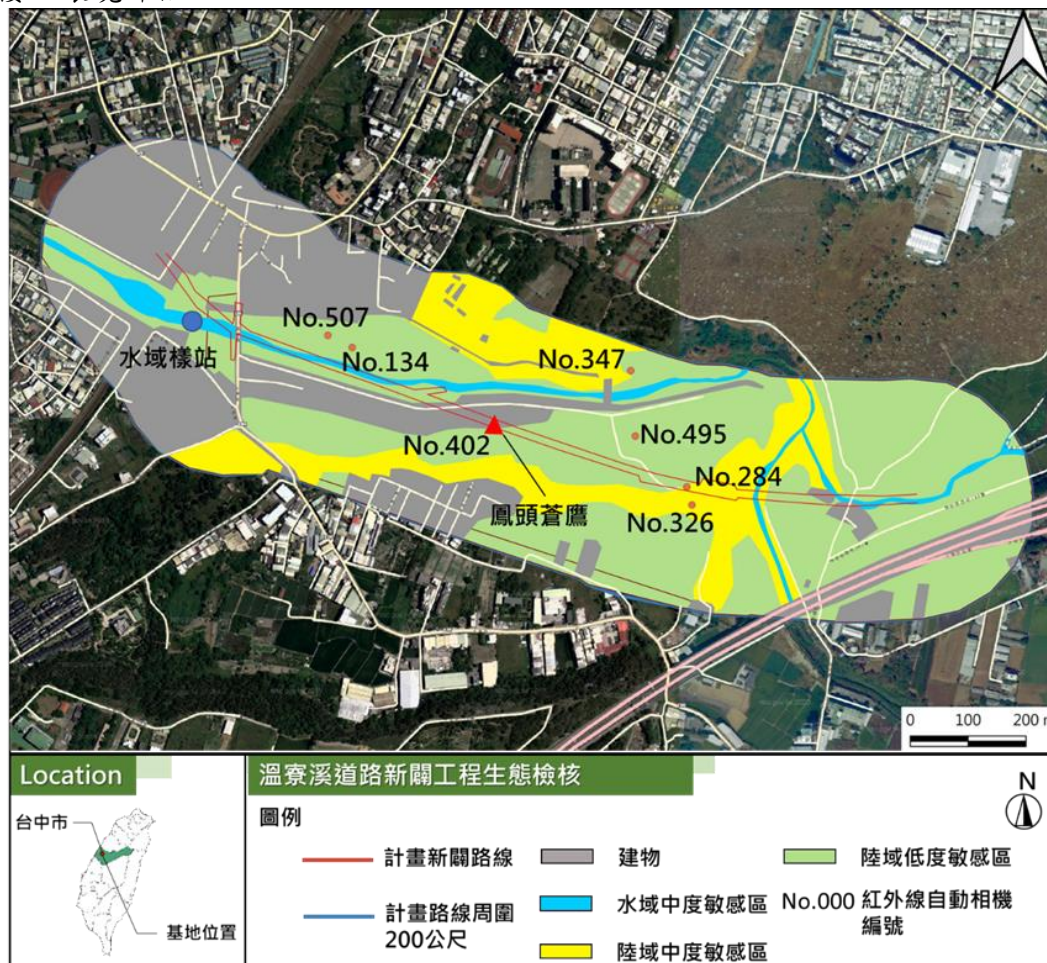 No.507
No.134
No.347
水域樣站
No.402
No.495
No.284
鳳頭蒼鷹
No.326
0 100 200 m
Location
溫寮溪道路新闢工程生態檢核
N
台中市
圖例
計畫新闢路線
建物
陸域低度敏感區
計畫路線周圍
200公尺
水域中度敏感區
No.000 紅外線自動相機
編號
基地位置
陸域中度敏感區